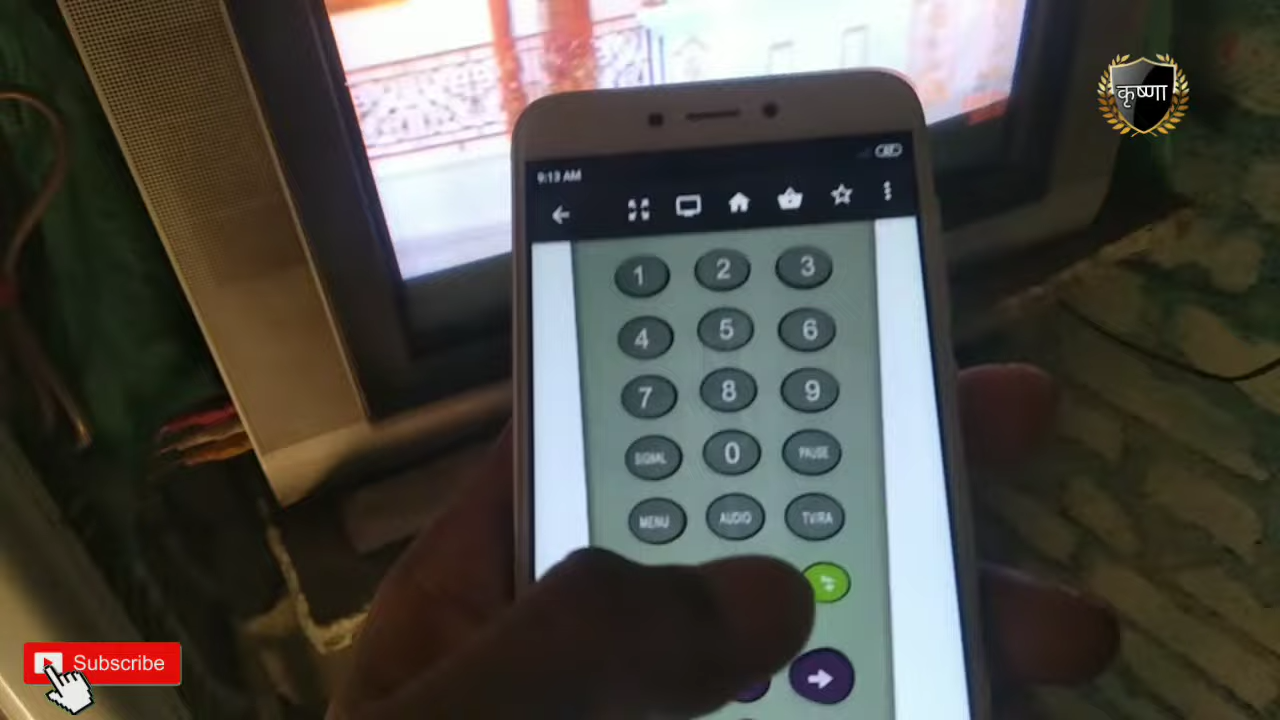 कृष्णा
9:13 AM
1 2 3
4 5 6
7 8 9
SIGNAL 0 PAUSE
MENU AUDIO TV/RA
Subscribe